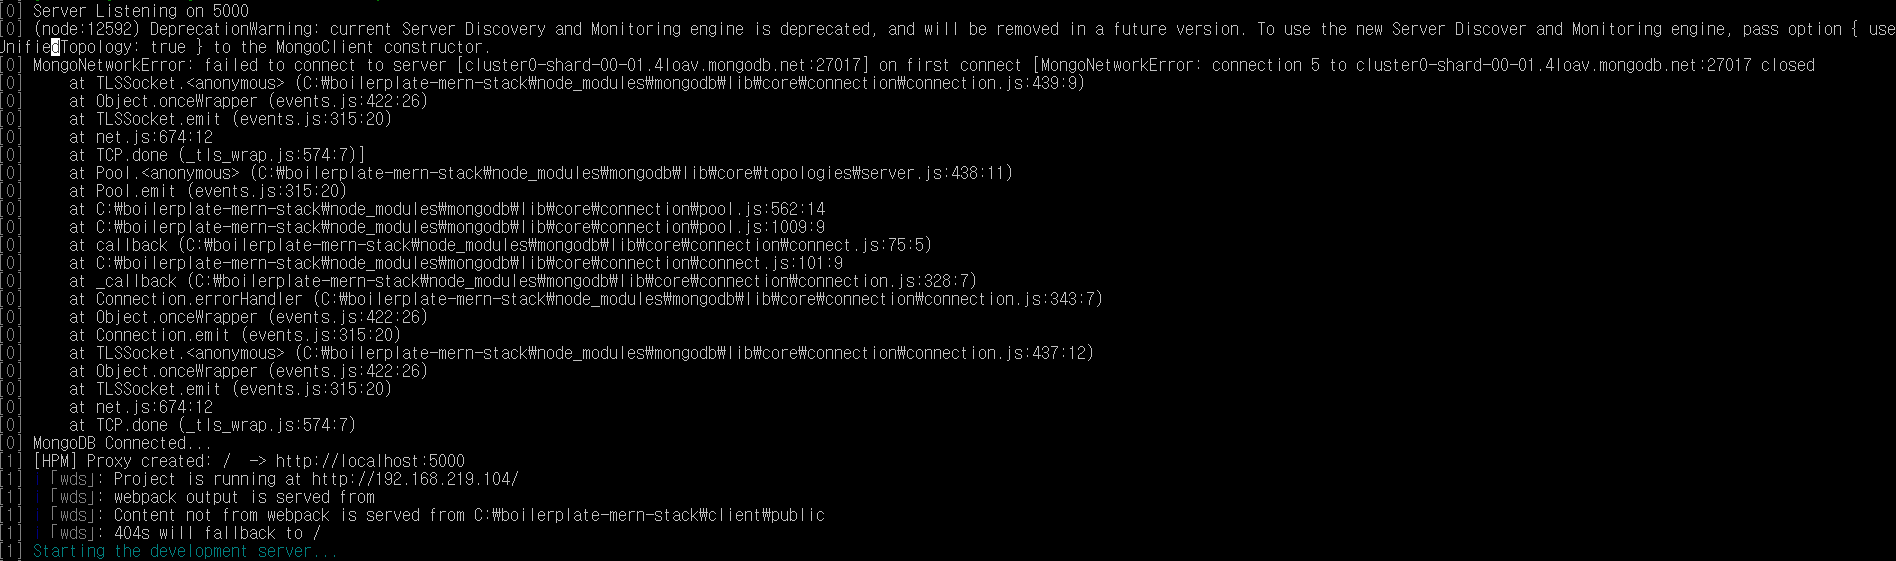 [0] Server Listening on 5000
[0] (node:12592) DeprecationWarning: current Server Discovery and Monitoring engine is deprecated, and will be removed in a future version. To use the new Server Discover and Monitoring engine, pass option { use
UnifiedTopology: true } to the MongoClient constructor.
[0] MongoNetworkError: failed to connect to server [cluster0-shard-00-01.4loav.mongodb.net:27017] on first connect [MongoNetworkError: connection 5 to cluster0-shard-00-01.4loav.mongodb.net:27017 closed
[0]     at TLSSocket.<anonymous> (C:₩boilerplate-mern-stack₩node_modules₩mongodb₩lib₩core₩connection₩connection.js:439:9)
[0]     at Object.onceWrapper (events.js:422:26)
[0]     at TLSSocket.emit (events.js:315:20)
[0]     at net.js:674:12
[0]     at TCP.done (_tls_wrap.js:574:7)]
[0]     at Pool.<anonymous> (C:₩boilerplate-mern-stack₩node_modules₩mongodb₩lib₩core₩topologies₩server.js:438:11)
[0]     at Pool.emit (events.js:315:20)
[0]     at C:₩boilerplate-mern-stack₩node_modules₩mongodb₩lib₩core₩connection₩pool.js:562:14
[0]     at C:₩boilerplate-mern-stack₩node_modules₩mongodb₩lib₩core₩connection₩pool.js:1009:9
[0]     at callback (C:₩boilerplate-mern-stack₩node_modules₩mongodb₩lib₩core₩connection₩connect.js:75:5)
[0]     at C:₩boilerplate-mern-stack₩node_modules₩mongodb₩lib₩core₩connection₩connect.js:101:9
[0]     at _callback (C:₩boilerplate-mern-stack₩node_modules₩mongodb₩lib₩core₩connection₩connection.js:328:7)
[0]     at Connection.errorHandler (C:₩boilerplate-mern-stack₩node_modules₩mongodb₩lib₩core₩connection₩connection.js:343:7)
[0]     at Object.onceWrapper (events.js:422:26)
[0]     at Connection.emit (events.js:315:20)
[0]     at TLSSocket.<anonymous> (C:₩boilerplate-mern-stack₩node_modules₩mongodb₩lib₩core₩connection₩connection.js:437:12)
[0]     at Object.onceWrapper (events.js:422:26)
[0]     at TLSSocket.emit (events.js:315:20)
[0]     at net.js:674:12
[0]     at TCP.done (_tls_wrap.js:574:7)
[0] MongoDB Connected...
[1] [HPM] Proxy created: /  -> http://localhost:5000
[1] ｢wds｣: Project is running at http://192.168.219.104/
[1] ｢wds｣: webpack output is served from
[1] ｢wds｣: Content not from webpack is served from C:₩boilerplate-mern-stack₩client₩public
[1] ｢wds｣: 404s will fallback to /
[1] Starting the development server...